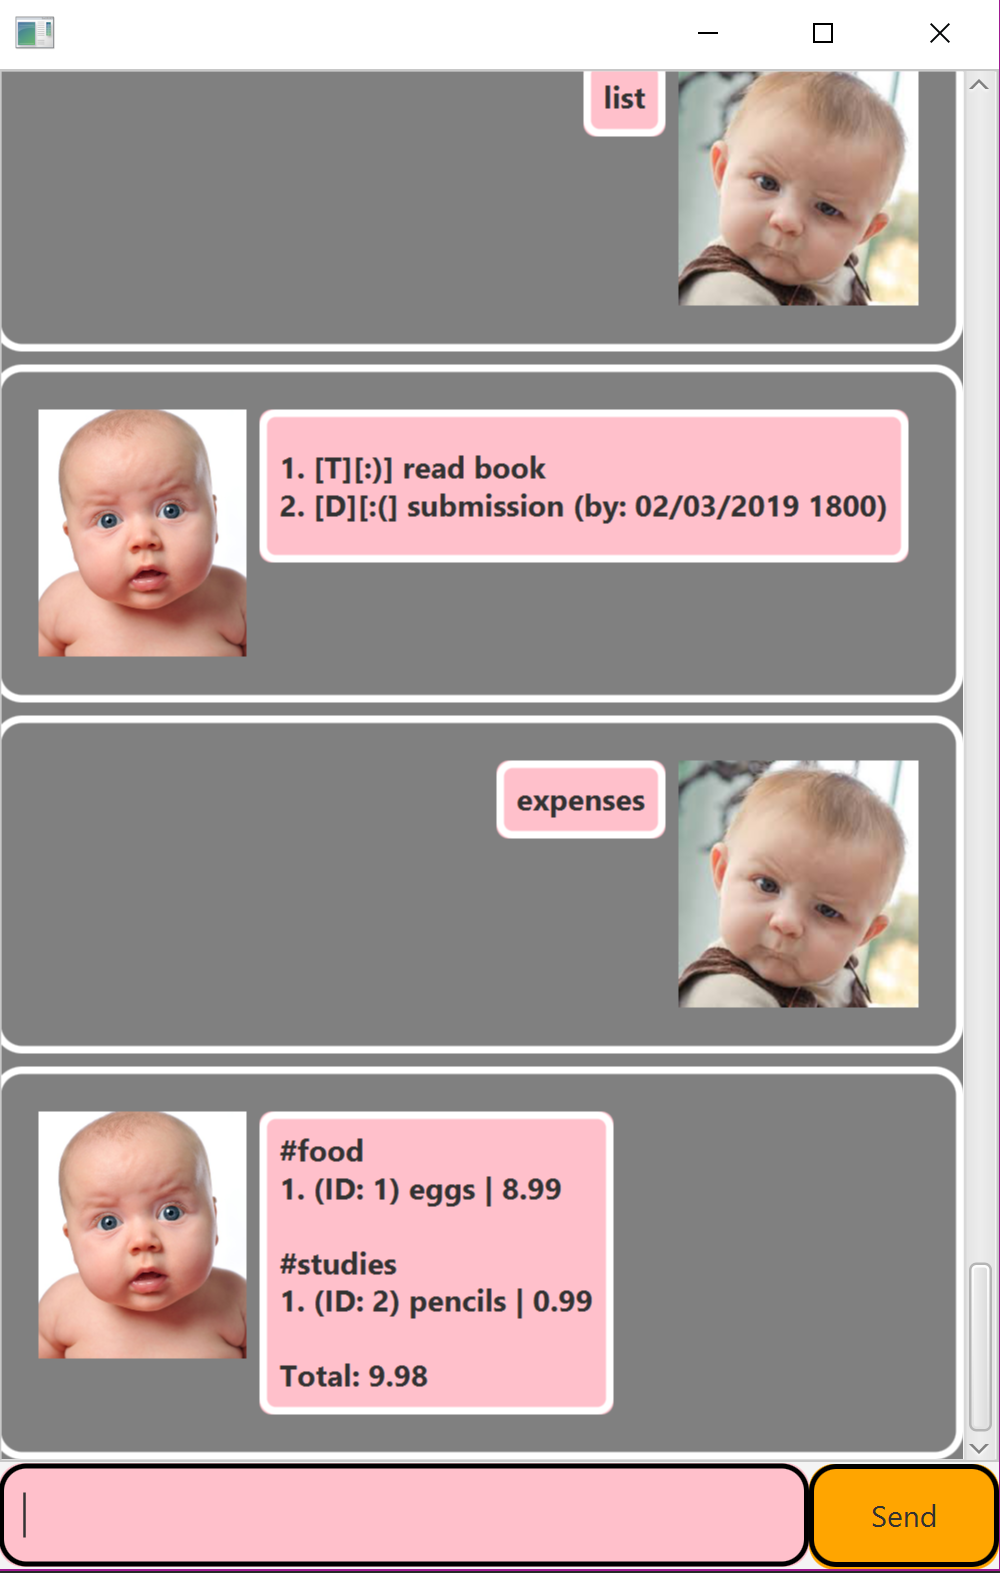 list
1. [T][:)] read book
2. [D][:(] submission (by: 02/03/2019 1800)
expenses
#food
1. (ID: 1) eggs | 8.99
#studies
1. (ID: 2) pencils | 0.99
Total: 9.98
Send